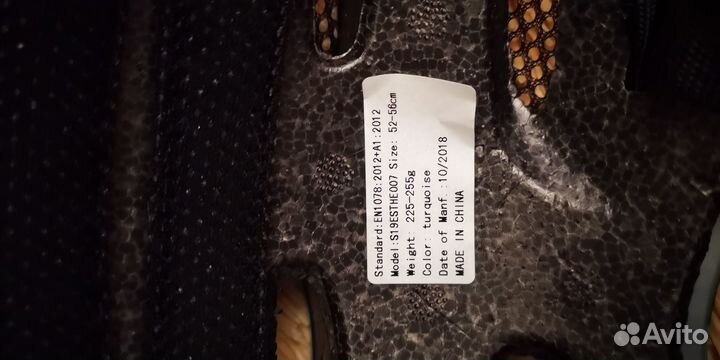 Standard:EN1078:2012+A1:2012
Model:S19ESTHE007 Size: 52-56cm
Weight: 225-255g
Color: turquoise
Date of Manf.:10/2018
MADE IN CHINA
Avito